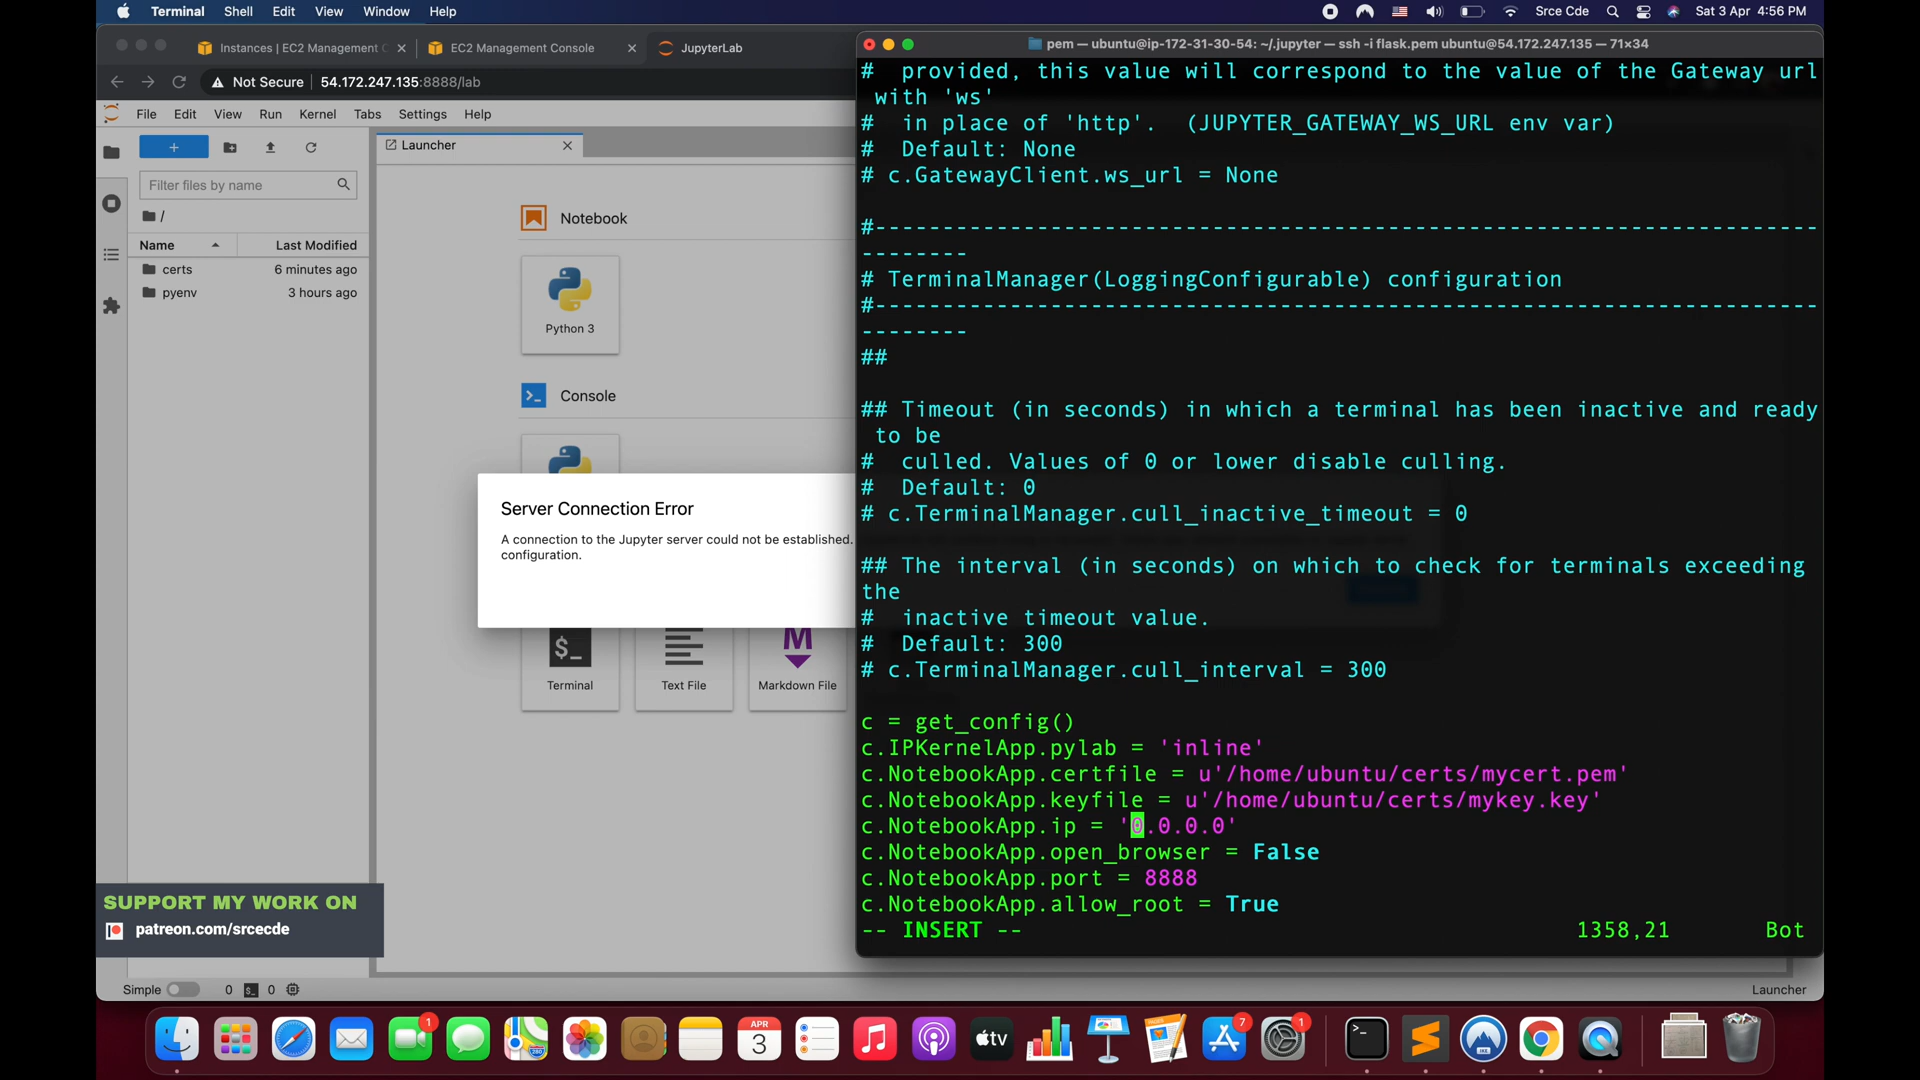 Terminal Shell Edit View Window Help
Srce Cde Sat 3 Apr 4:56 PM
Instances | EC2 Management C
EC2 Management Console
JupyterLab
Not Secure 54.172.247.135:8888/lab
File Edit View Run Kernel Tabs Settings Help
+
Launcher
Filter files by name
/
Name Last Modified
certs 6 minutes ago
pyenv 3 hours ago
Notebook
Python 3
Console
Server Connection Error
A connection to the Jupyter server could not be established.
configuration.
$_
Terminal
Text File
M
Markdown File
SUPPORT MY WORK ON
patreon.com/srcecde
Simple 0 0
Launcher
pem — ubuntu@ip-172-31-30-54: ~/.jupyter — ssh -i flask.pem ubuntu@54.172.247.135 — 71×34
#  provided, this value will correspond to the value of the Gateway url
with 'ws'
#  in place of 'http'.  (JUPYTER_GATEWAY_WS_URL env var)
#  Default: None
# c.GatewayClient.ws_url = None
#----------------------------------------------------------------------
--------
# TerminalManager(LoggingConfigurable) configuration
#----------------------------------------------------------------------
--------
##
## Timeout (in seconds) in which a terminal has been inactive and ready
to be
#  culled. Values of 0 or lower disable culling.
#  Default: 0
# c.TerminalManager.cull_inactive_timeout = 0
## The interval (in seconds) on which to check for terminals exceeding
the
#  inactive timeout value.
#  Default: 300
# c.TerminalManager.cull_interval = 300
c = get_config()
c.IPKernelApp.pylab = 'inline'
c.NotebookApp.certfile = u'/home/ubuntu/certs/mycert.pem'
c.NotebookApp.keyfile = u'/home/ubuntu/certs/mykey.key'
c.NotebookApp.ip = '0.0.0.0'
c.NotebookApp.open_browser = False
c.NotebookApp.port = 8888
c.NotebookApp.allow_root = True
-- INSERT -- 1358,21 Bot
1
APR
3
tv
7
1